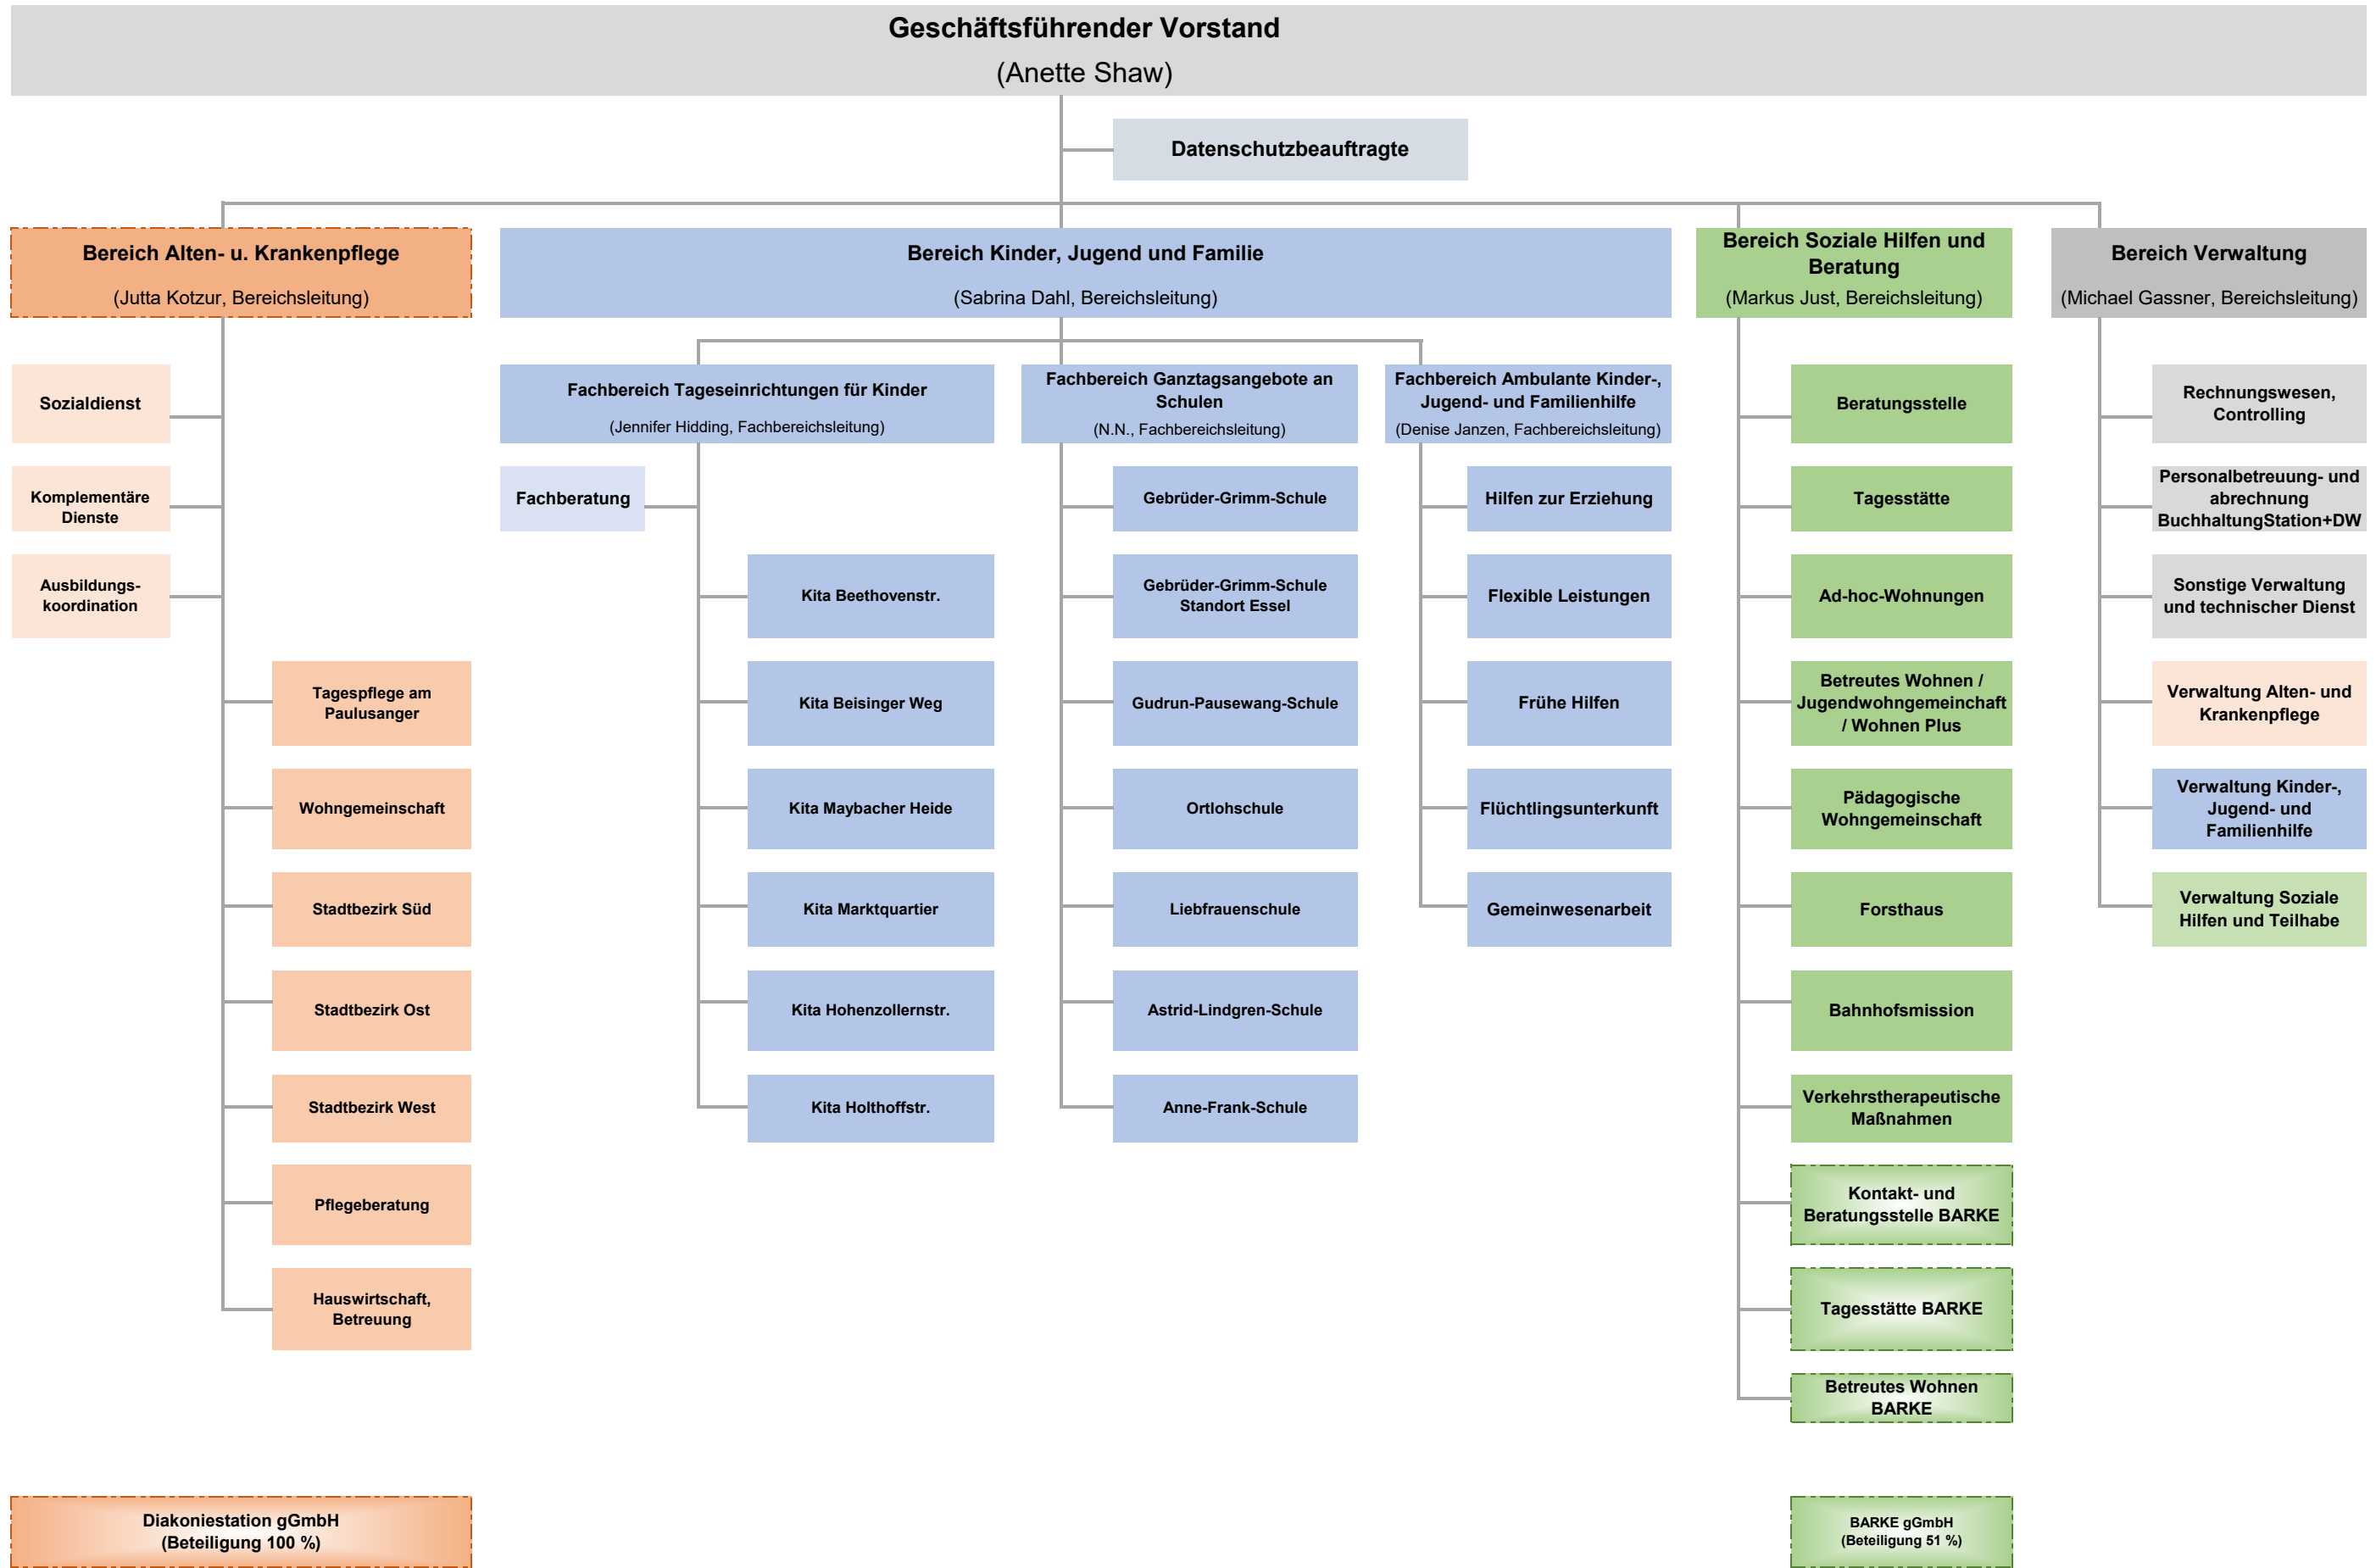 Geschäftsführender Vorstand
(Anette Shaw)
Datenschutzbeauftragte
Bereich Alten- u. Krankenpflege
(Jutta Kotzur, Bereichsleitung)
Bereich Kinder, Jugend und Familie
(Sabrina Dahl, Bereichsleitung)
Bereich Soziale Hilfen und
Beratung
(Markus Just, Bereichsleitung)
Bereich Verwaltung
(Michael Gassner, Bereichsleitung)
Sozialdienst
Komplementäre
Dienste
Ausbildungs-
koordination
Tagespflege am
Paulusanger
Wohngemeinschaft
Stadtbezirk Süd
Stadtbezirk Ost
Stadtbezirk West
Pflegeberatung
Hauswirtschaft,
Betreuung
Fachbereich Tageseinrichtungen für Kinder
(Jennifer Hidding, Fachbereichsleitung)
Fachberatung
Kita Beethovenstr.
Kita Beisinger Weg
Kita Maybacher Heide
Kita Marktquartier
Kita Hohenzollernstr.
Kita Holthoffstr.
Fachbereich Ganztagsangebote an
Schulen
(N.N., Fachbereichsleitung)
Gebrüder-Grimm-Schule
Gebrüder-Grimm-Schule
Standort Essel
Gudrun-Pausewang-Schule
Ortlohschule
Liebfrauenschule
Astrid-Lindgren-Schule
Anne-Frank-Schule
Fachbereich Ambulante Kinder-,
Jugend- und Familienhilfe
(Denise Janzen, Fachbereichsleitung)
Hilfen zur Erziehung
Flexible Leistungen
Frühe Hilfen
Flüchtlingsunterkunft
Gemeinwesenarbeit
Beratungsstelle
Tagesstätte
Ad-hoc-Wohnungen
Betreutes Wohnen /
Jugendwohngemeinchaft
/ Wohnen Plus
Pädagogische
Wohngemeinschaft
Forsthaus
Bahnhofsmission
Verkehrstherapeutische
Maßnahmen
Kontakt- und
Beratungsstelle BARKE
Tagesstätte BARKE
Betreutes Wohnen
BARKE
Rechnungswesen,
Controlling
Personalbetreuung- und
abrechnung
BuchhaltungStation+DW
Sonstige Verwaltung
und technischer Dienst
Verwaltung Alten- und
Krankenpflege
Verwaltung Kinder-,
Jugend- und
Familienhilfe
Verwaltung Soziale
Hilfen und Teilhabe
Diakoniestation gGmbH
(Beteiligung 100 %)
BARKE gGmbH
(Beteiligung 51 %)